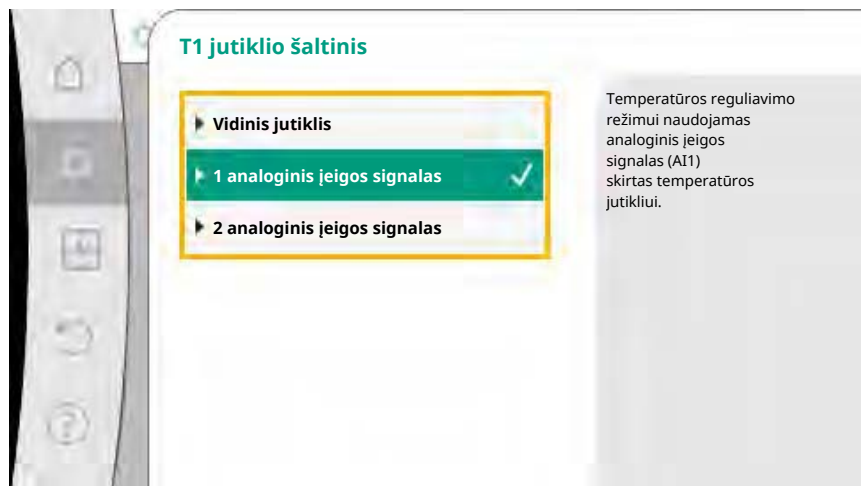 T1 jutiklio šaltinis
Vidinis jutiklis
1 analoginis įeigos signalas
2 analoginis įeigos signalas
Temperatūros reguliavimo
režimui naudojamas
analoginis įeigos
signalas (AI1)
skirtas temperatūros
jutikliui.